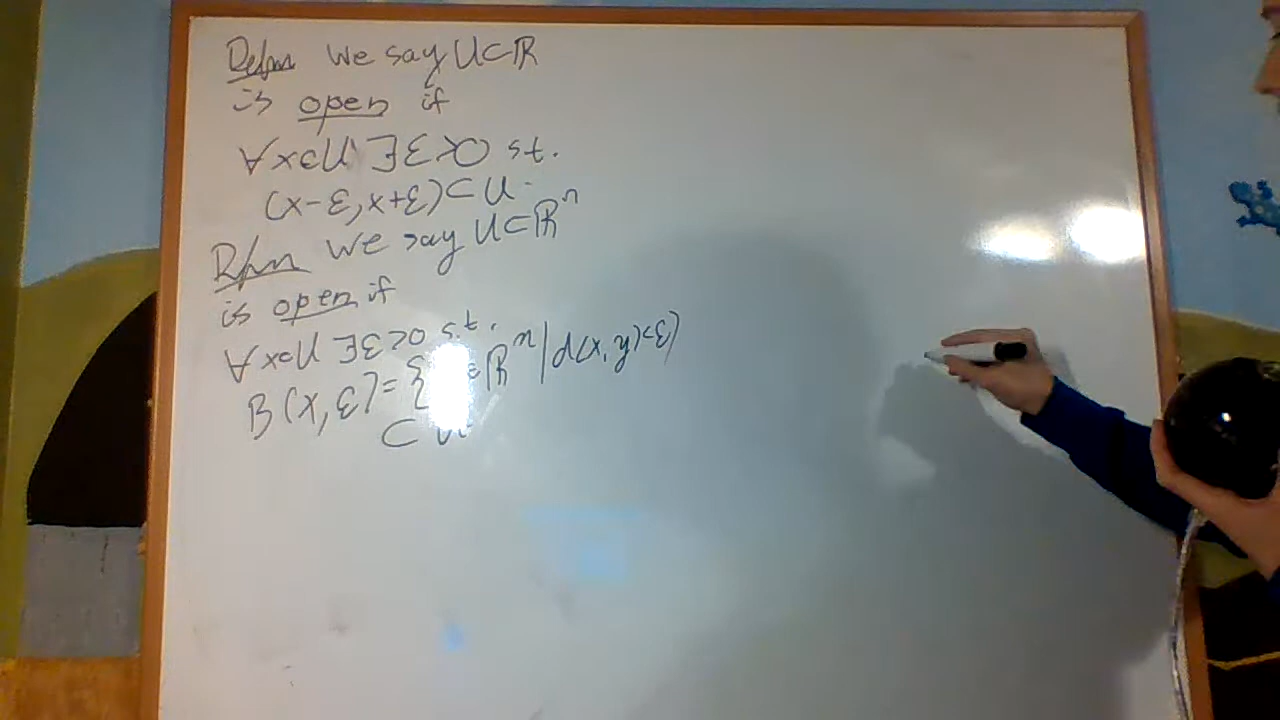 Defn We say U⊂ℝ
is open if
∀x∈U ∃ε>0 s.t.
(x-ε,x+ε)⊂U.
Defn We say U⊂ℝⁿ
is open if
∀x∈U ∃ε>0 s.t.
B(x,ε)={ ∈ℝⁿ|d(x,y)<ε}
⊂U